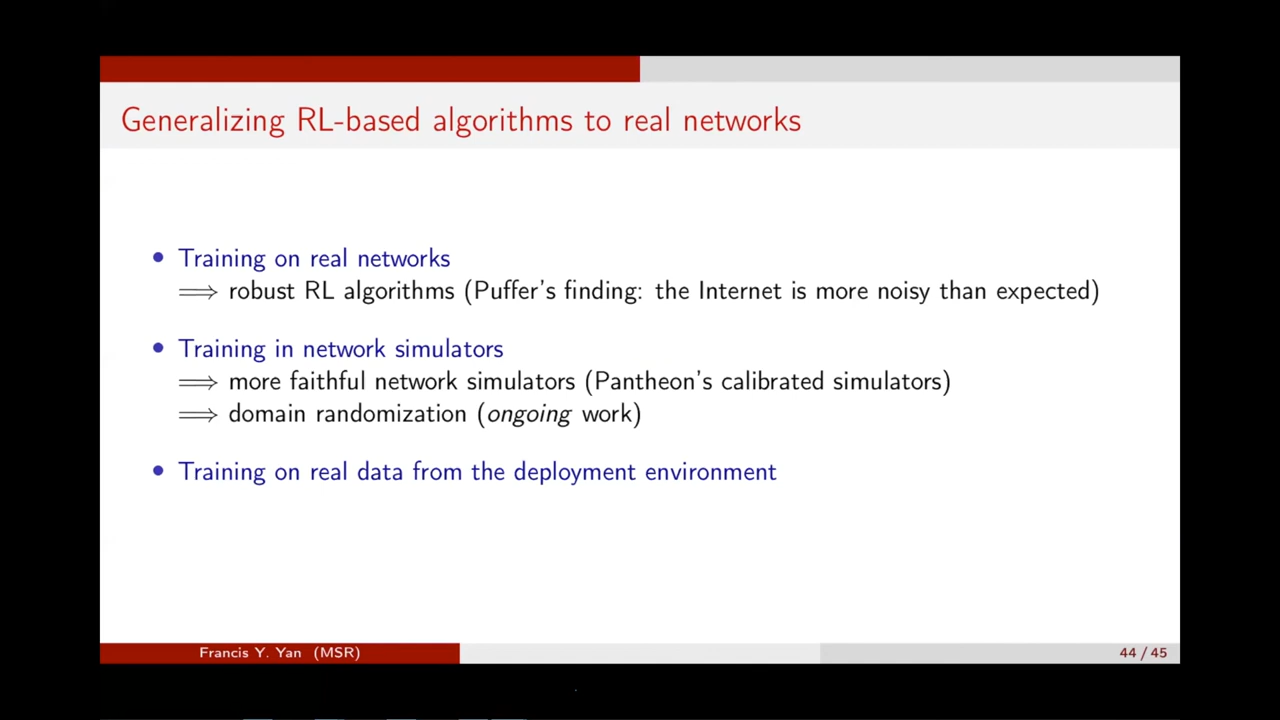 Generalizing RL-based algorithms to real networks
• Training on real networks
⟹ robust RL algorithms (Puffer's finding: the Internet is more noisy than expected)
• Training in network simulators
⟹ more faithful network simulators (Pantheon's calibrated simulators)
⟹ domain randomization (ongoing work)
• Training on real data from the deployment environment
Francis Y. Yan (MSR)
44 / 45